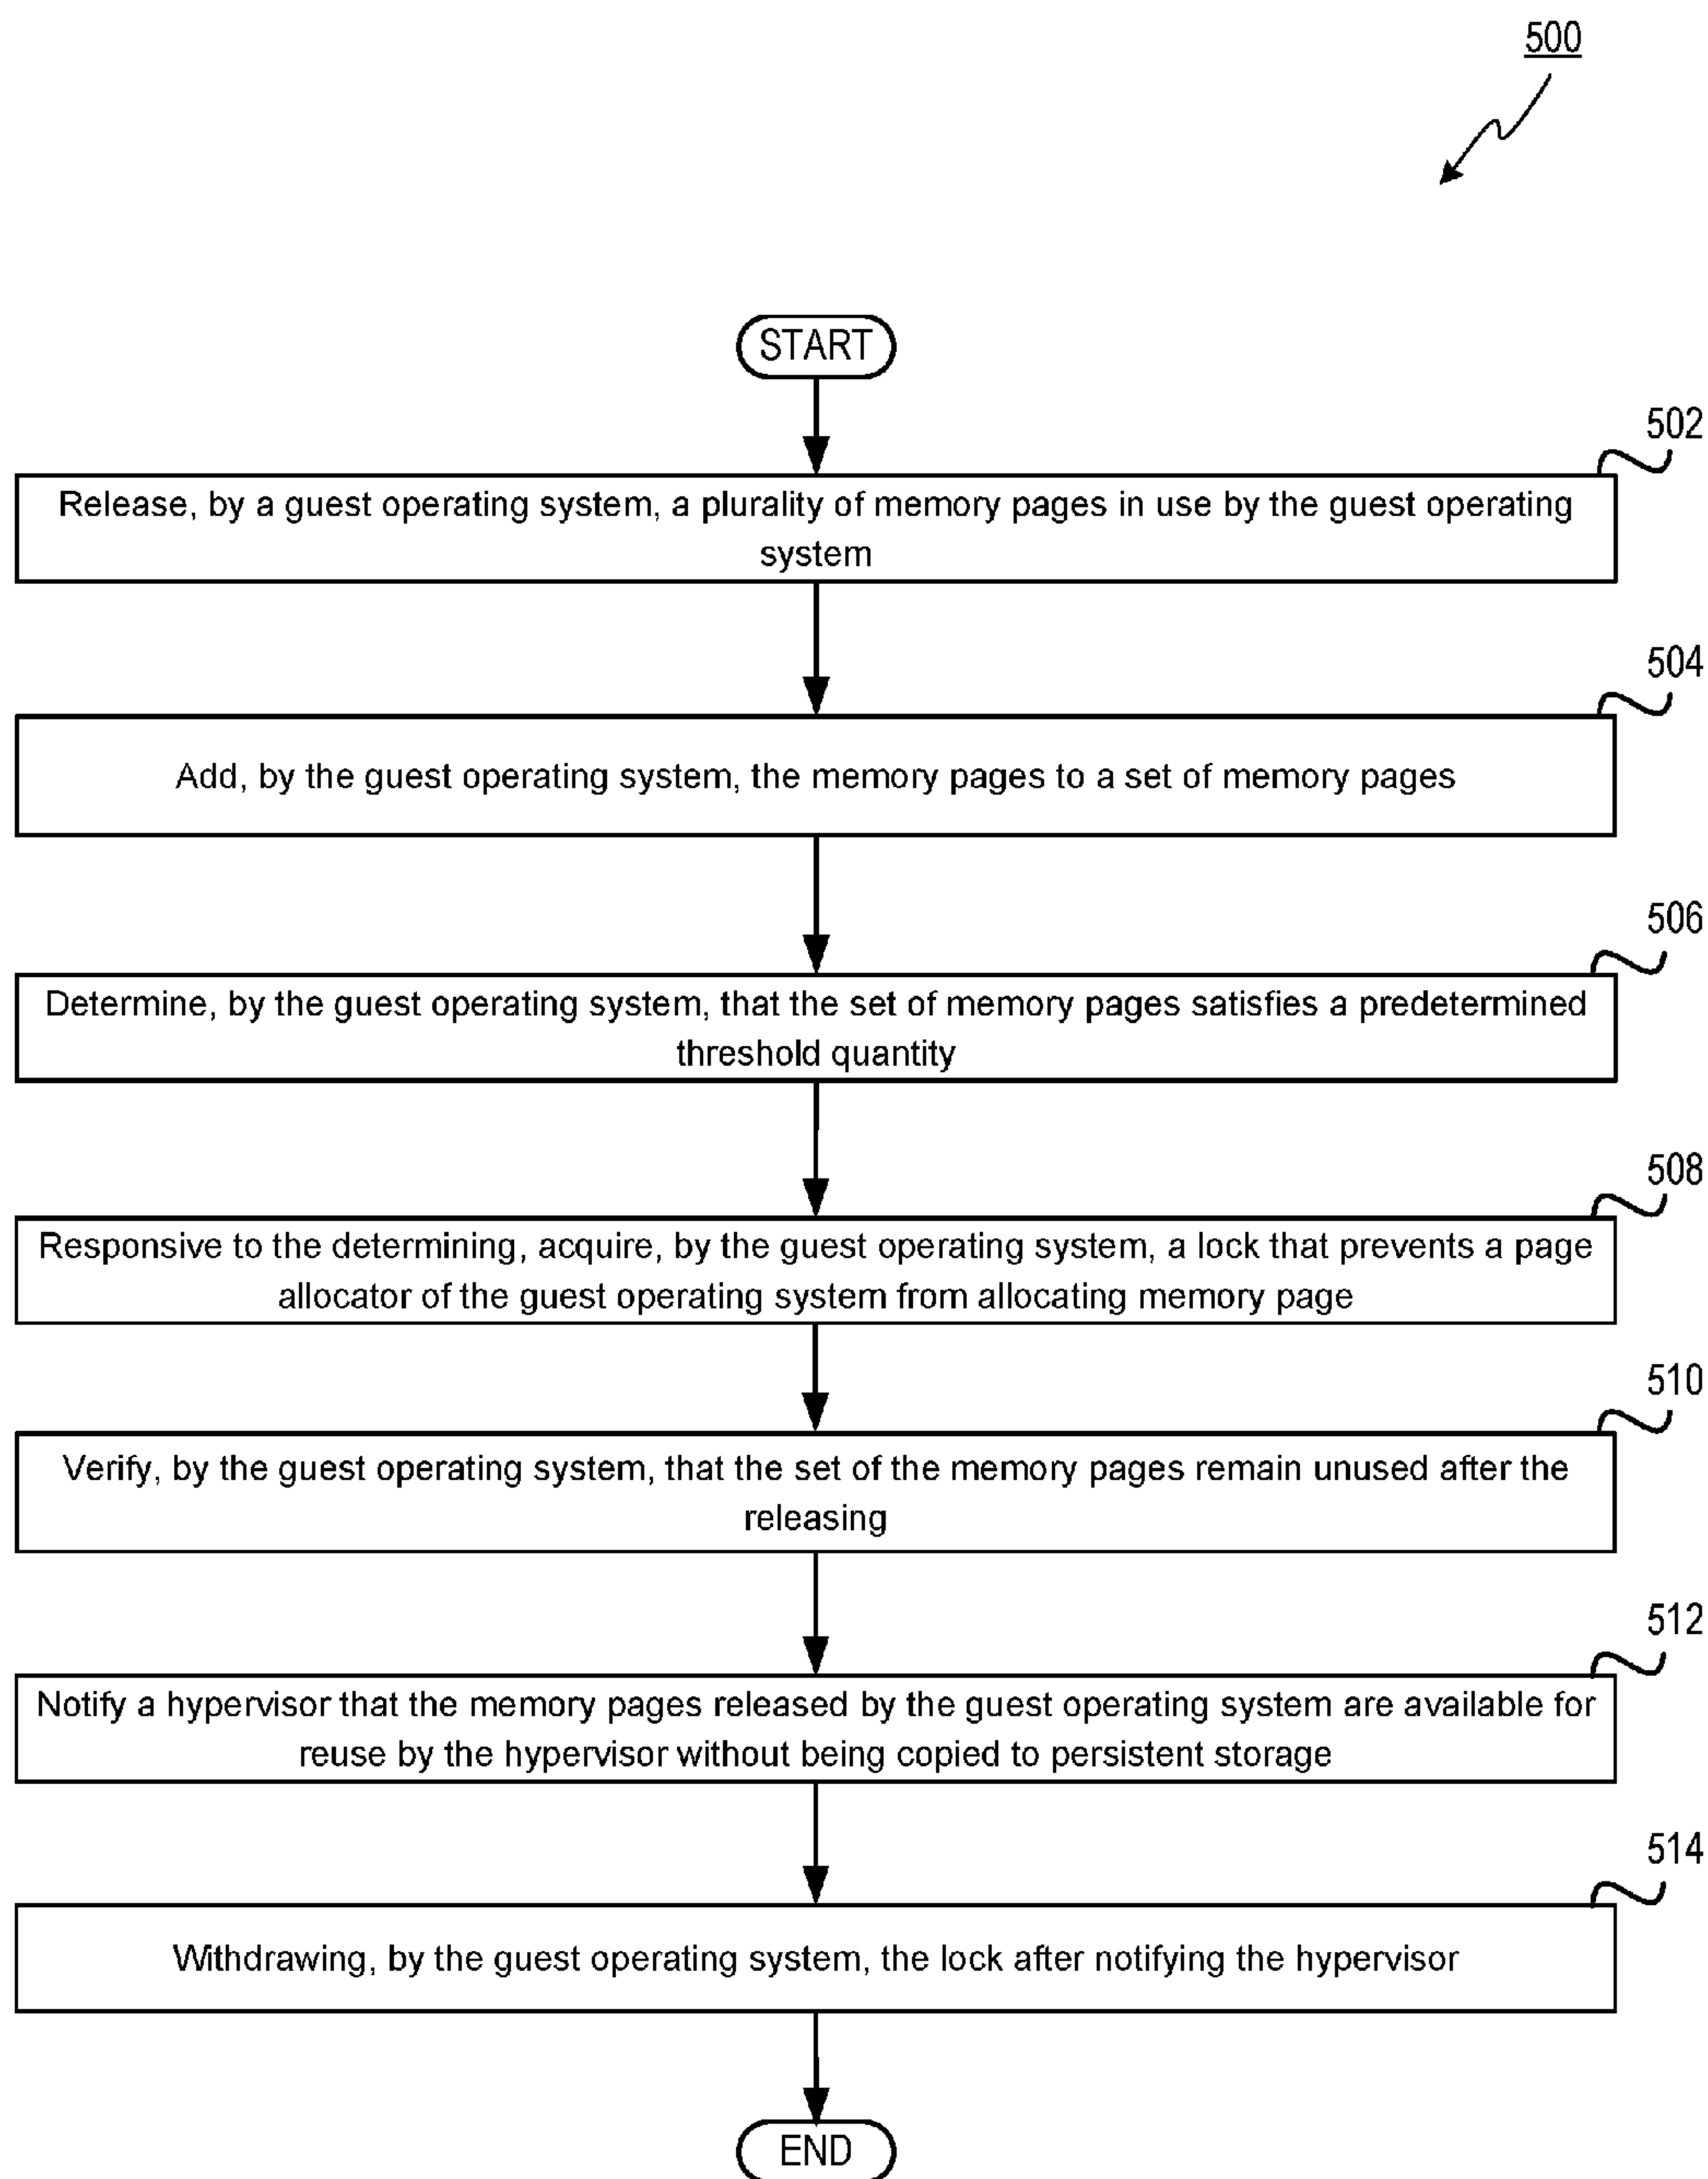 500
START
502
Release, by a guest operating system, a plurality of memory pages in use by the guest operating
system
504
Add, by the guest operating system, the memory pages to a set of memory pages
506
Determine, by the guest operating system, that the set of memory pages satisfies a predetermined
threshold quantity
508
Responsive to the determining, acquire, by the guest operating system, a lock that prevents a page
allocator of the guest operating system from allocating memory page
510
Verify, by the guest operating system, that the set of the memory pages remain unused after the
releasing
512
Notify a hypervisor that the memory pages released by the guest operating system are available for
reuse by the hypervisor without being copied to persistent storage
514
Withdrawing, by the guest operating system, the lock after notifying the hypervisor
END